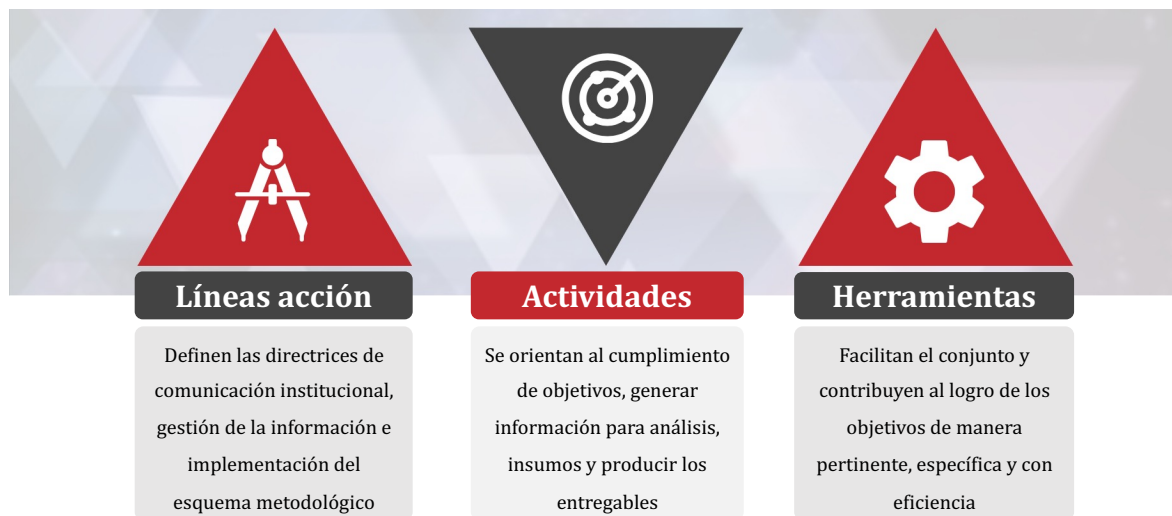 Líneas acción
Definen las directrices de
comunicación institucional,
gestión de la información e
implementación del
esquema metodológico
Actividades
Se orientan al cumplimiento
de objetivos, generar
información para análisis,
insumos y producir los
entregables
Herramientas
Facilitan el conjunto y
contribuyen al logro de los
objetivos de manera
pertinente, específica y con
eficiencia